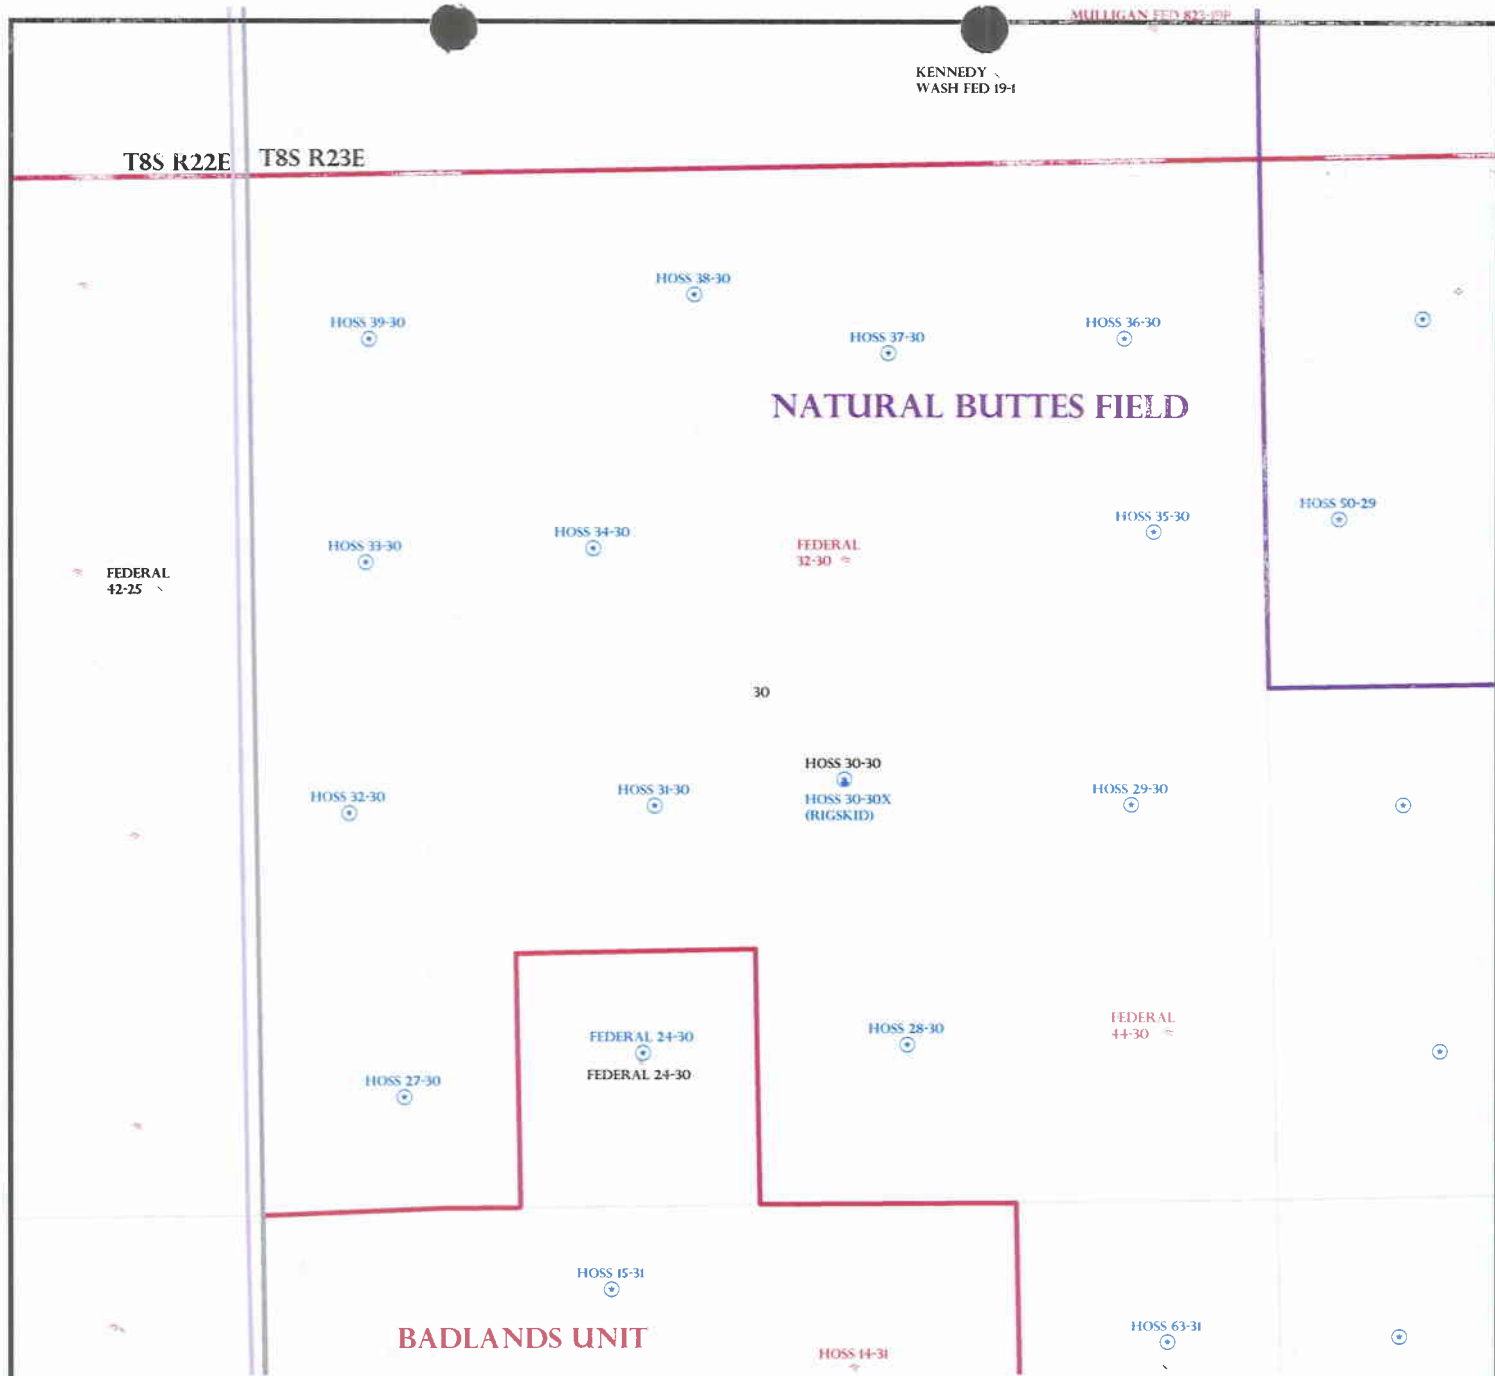 MULLIGAN FED 823-19P
KENNEDY
WASH FED 19-1
T8S R22E
T8S R23E
HOSS 38-30
HOSS 39-30
HOSS 37-30
HOSS 36-30
NATURAL BUTTES FIELD
HOSS 33-30
HOSS 34-30
FEDERAL
32-30
HOSS 35-30
HOSS 50-29
FEDERAL
42-25
30
HOSS 32-30
HOSS 31-30
HOSS 30-30
HOSS 30-30X
(RIGSKID)
HOSS 29-30
FEDERAL 24-30
FEDERAL 24-30
HOSS 28-30
FEDERAL
44-30
HOSS 27-30
HOSS 15-31
BADLANDS UNIT
HOSS 14-31
HOSS 63-31